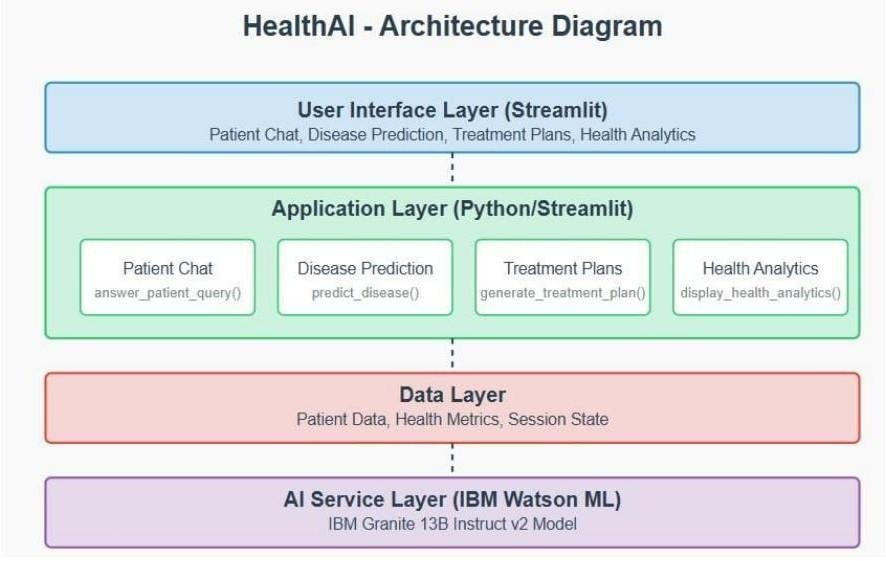 HealthAI - Architecture Diagram
User Interface Layer (Streamlit)
Patient Chat, Disease Prediction, Treatment Plans, Health Analytics
Application Layer (Python/Streamlit)
Patient Chat
answer_patient_query()
Disease Prediction
predict_disease()
Treatment Plans
generate_treatment_plan()
Health Analytics
display_health_analytics()
Data Layer
Patient Data, Health Metrics, Session State
AI Service Layer (IBM Watson ML)
IBM Granite 13B Instruct v2 Model